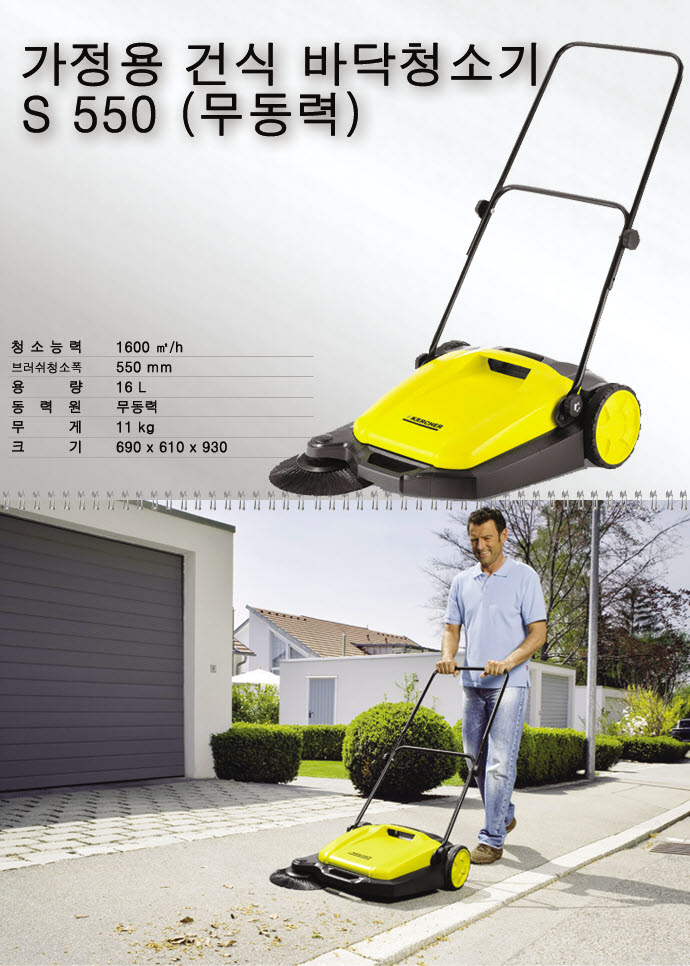 가정용 건식 바닥청소기
S 550 (무동력)
청소능력 1600 ㎡/h
브러쉬청소폭 550 mm
용량 16 L
동력원 무동력
무게 11 kg
크기 690 x 610 x 930
KÄRCHER
KÄRCHER